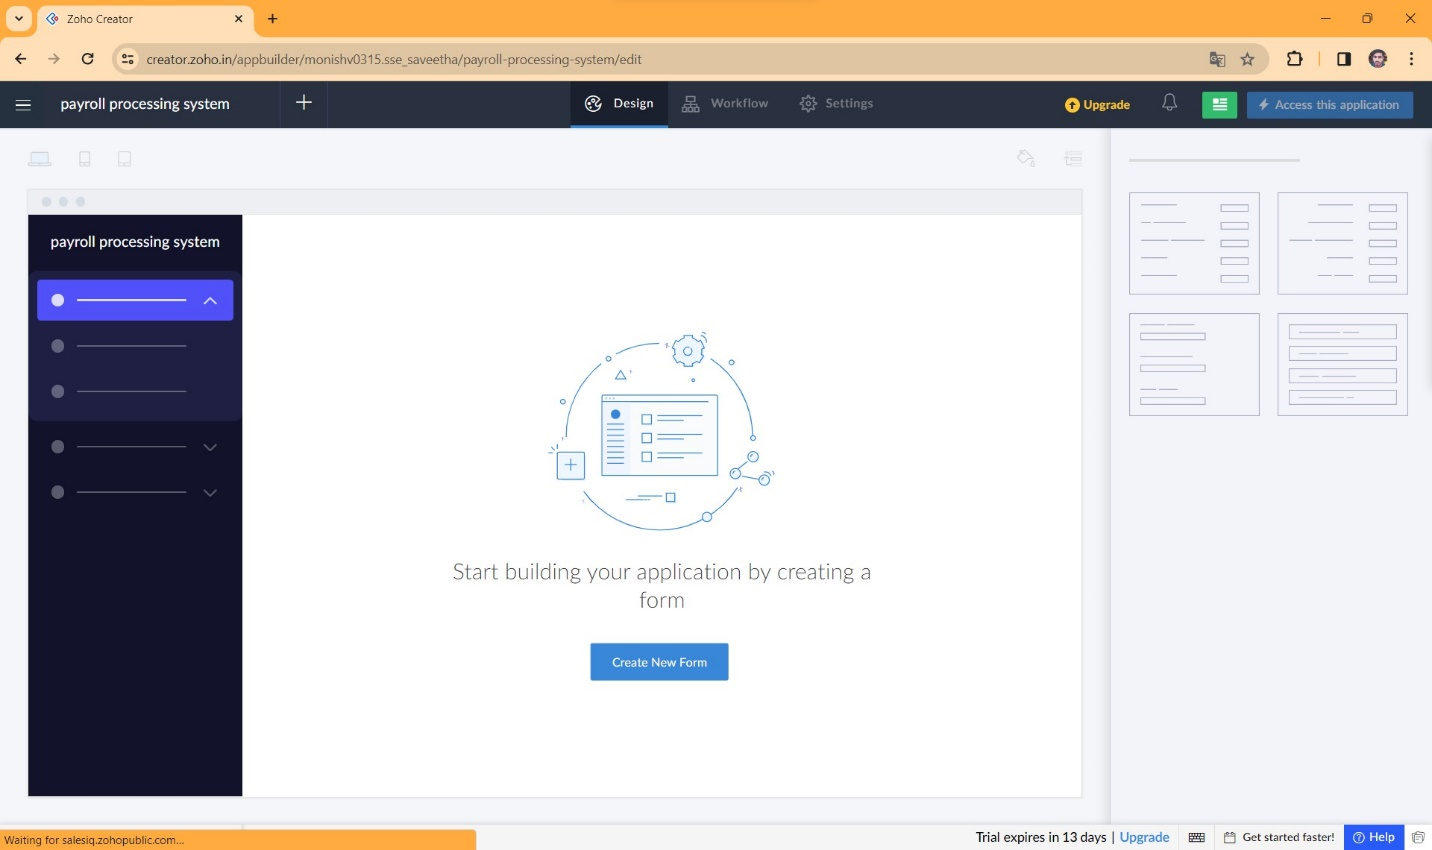 Zoho Creator
creator.zoho.in/appbuilder/monishv0315.sse_saveetha/payroll-processing-system/edit
payroll processing system
Design
Workflow
Settings
Upgrade
Access this application
payroll processing system
Start building your application by creating a
form
Create New Form
Waiting for salesiq.zohopublic.com...
Trial expires in 13 days | Upgrade
Get started faster!
Help